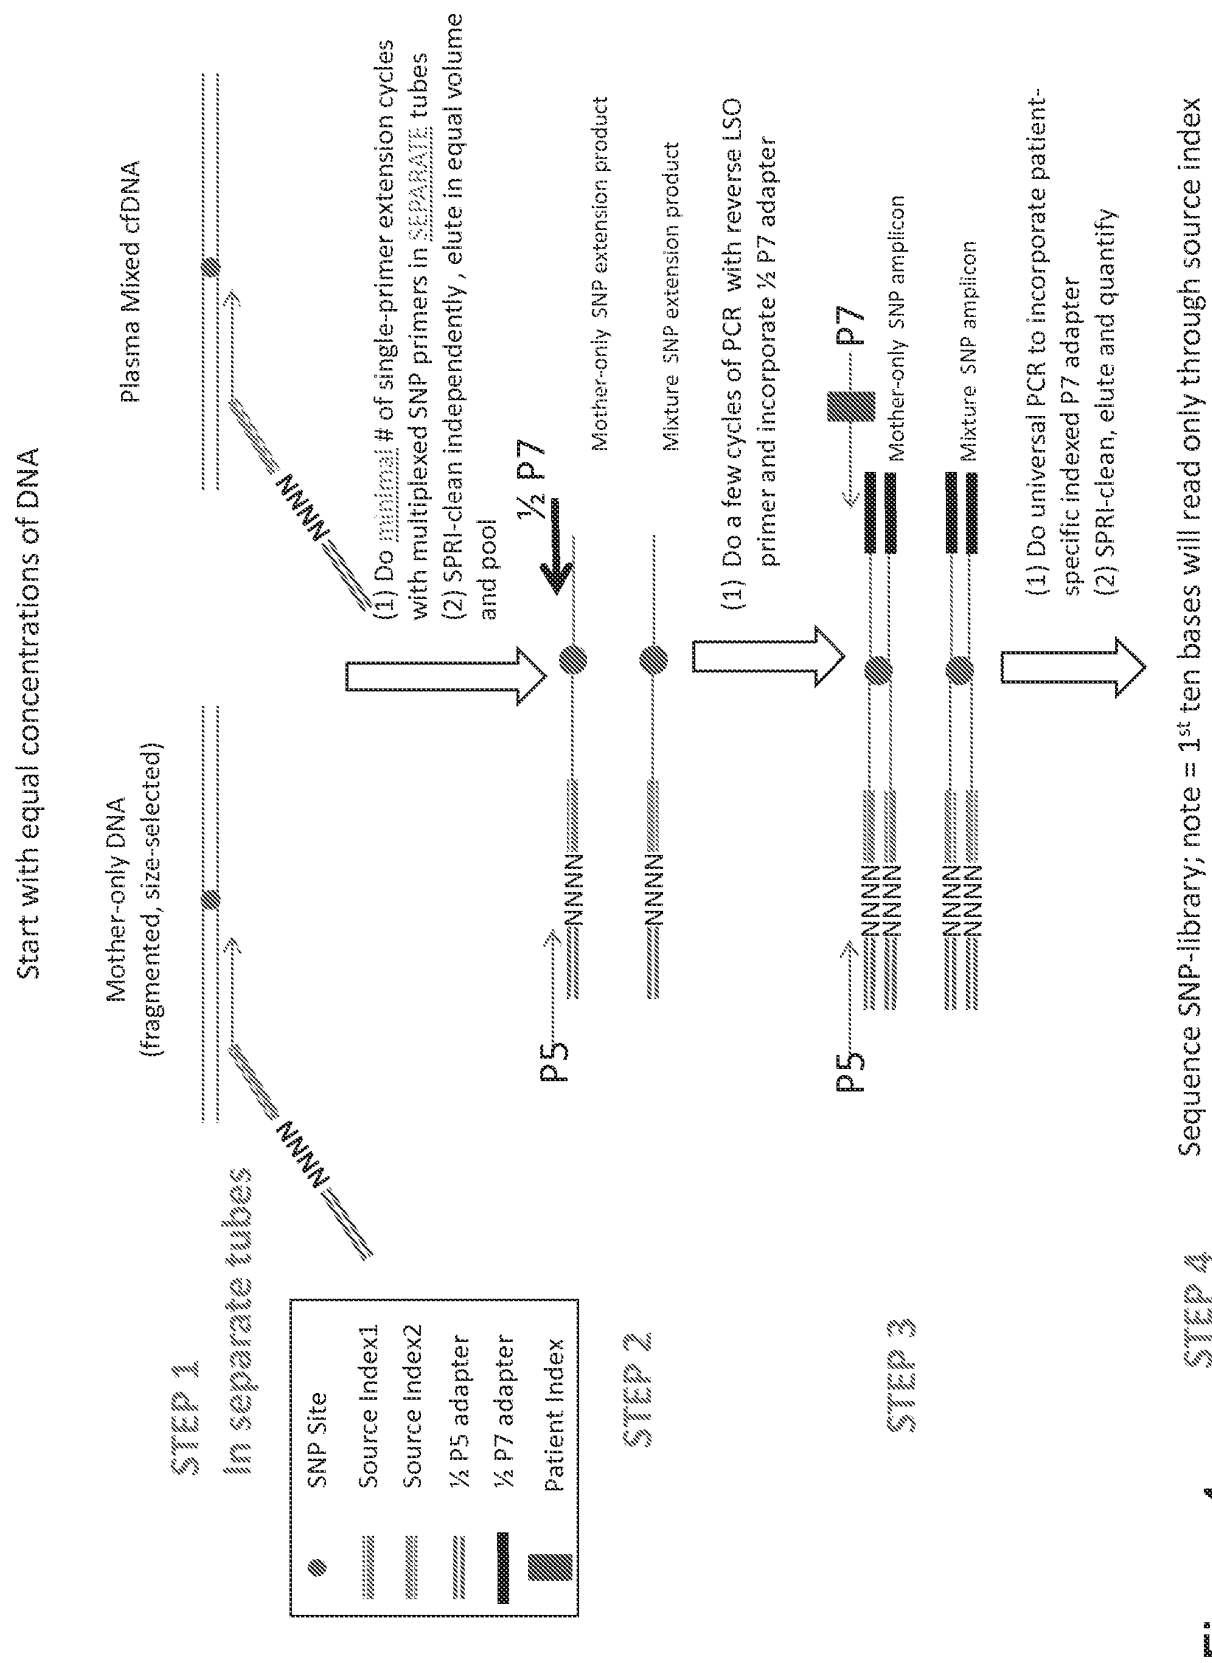 Start with equal concentrations of DNA
Mother-only DNA
(fragmented, size-selected)
Plasma Mixed cfDNA
STEP 1
In separate tubes
NNNN
NNNN
SNP Site
Source Index1
Source Index2
½ P5 adapter
½ P7 adapter
Patient Index
(1) Do minimal # of single-primer extension cycles
with multiplexed SNP primers in SEPARATE tubes
(2) SPRI-clean independently , elute in equal volume
and pool
STEP 2
P5
½ P7
NNNN
Mother-only SNP extension product
NNNN
Mixture SNP extension product
(1) Do a few cycles of PCR with reverse LSO
primer and incorporate ½ P7 adapter
STEP 3
P5
P7
NNNN
NNNN
Mother-only SNP amplicon
NNNN
NNNN
Mixture SNP amplicon
(1) Do universal PCR to incorporate patient-
specific indexed P7 adapter
(2) SPRI-clean, elute and quantify
STEP 4
Sequence SNP-library; note = 1st ten bases will read only through source index